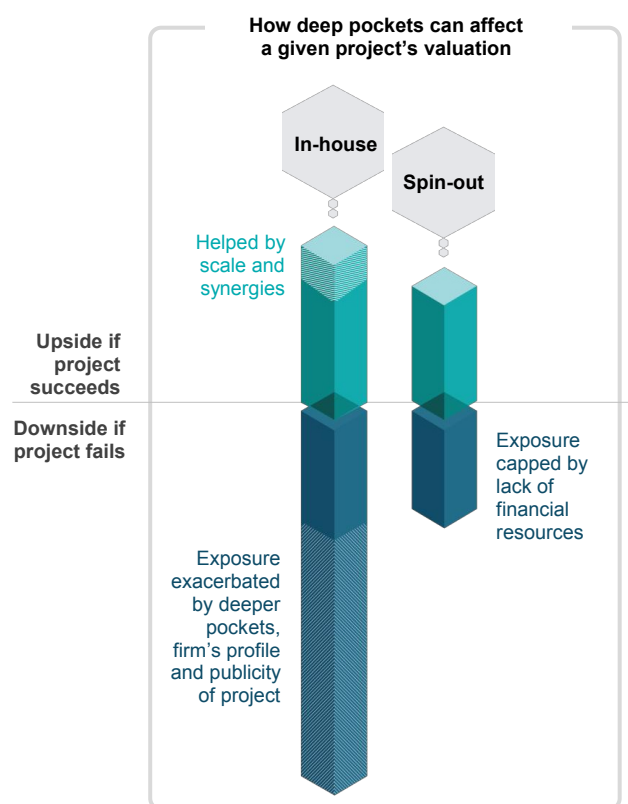 How deep pockets can affect
a given project's valuation
In-house
Spin-out
Helped by
scale and
synergies
Upside if
project
succeeds
Downside if
project fails
Exposure
capped by
lack of
financial
resources
Exposure
exacerbated
by deeper
pockets,
firm's profile
and publicity
of project